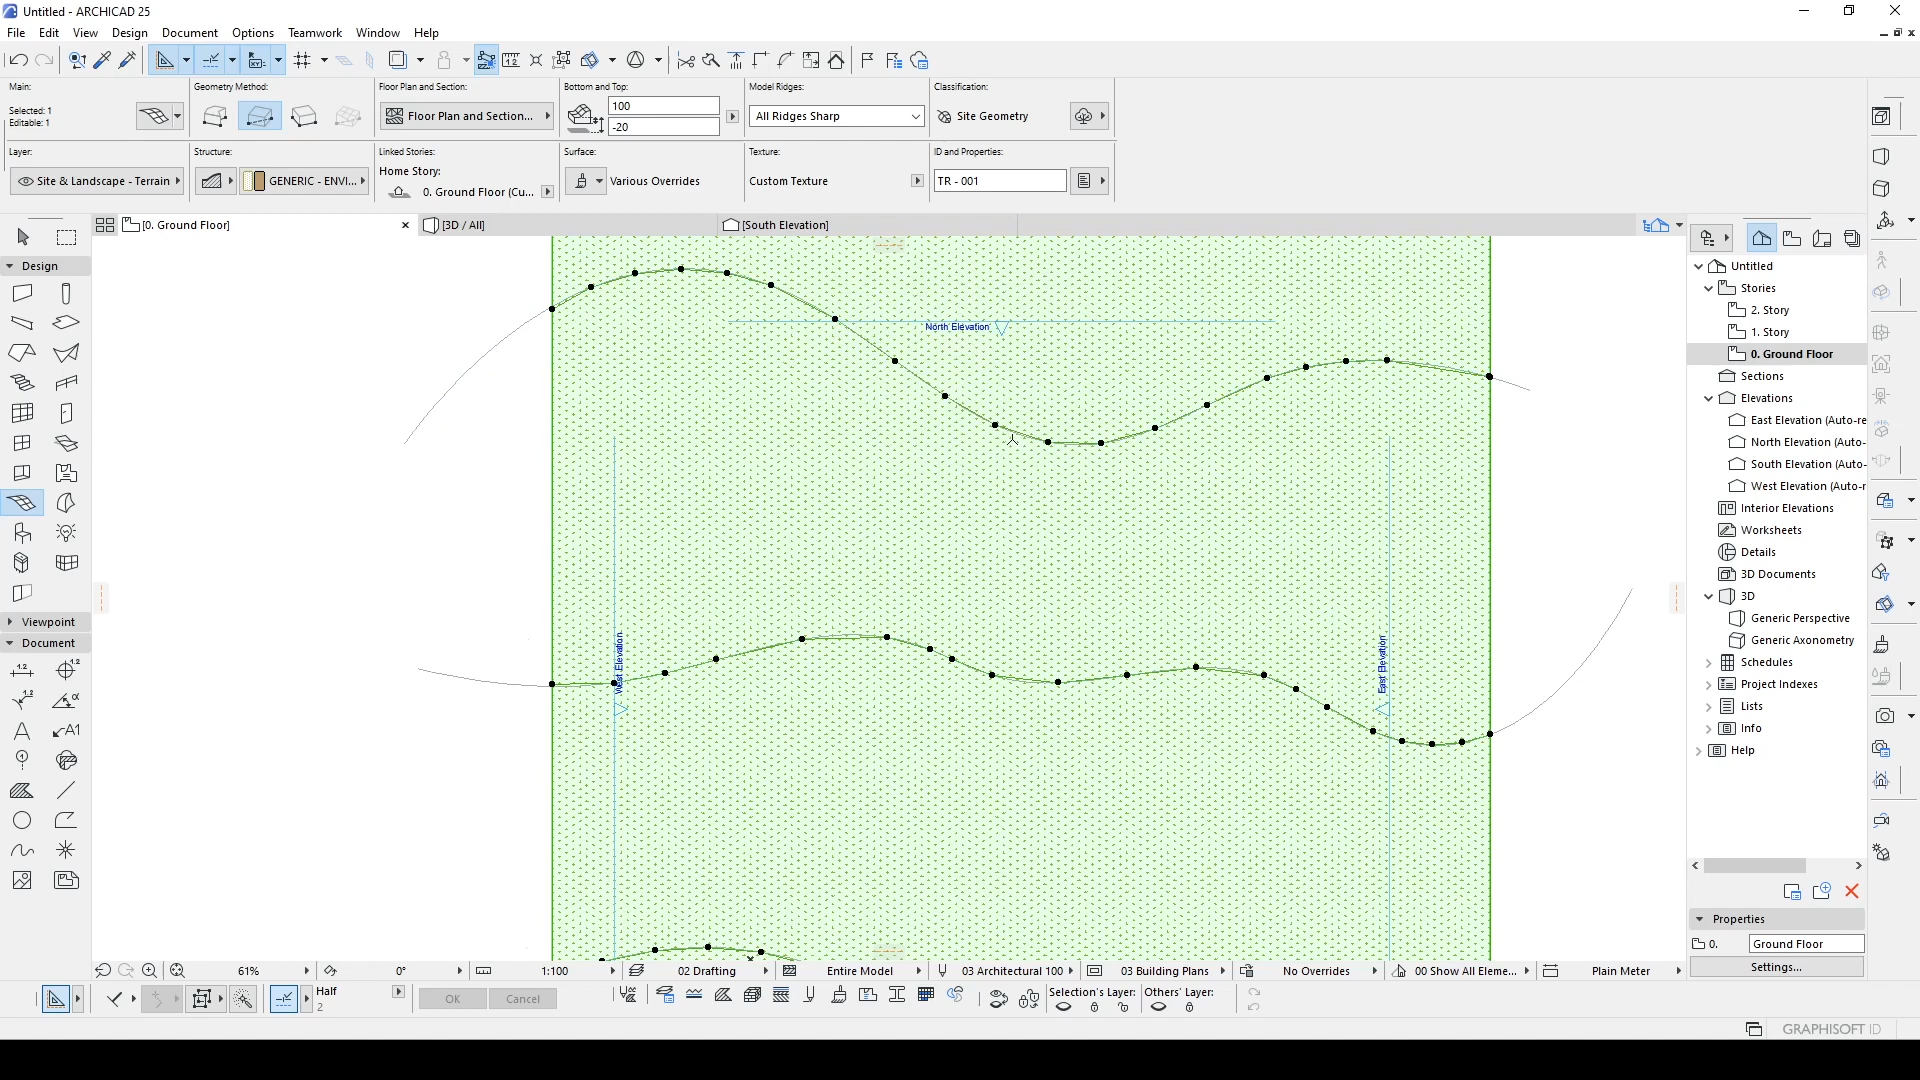 Untitled - ARCHICAD 25
File Edit View Design Document Options Teamwork Window Help
Main: Geometry Method: Floor Plan and Section: Bottom and Top: Model Ridges: Classification:
Selected: 1
Editable: 1
Floor Plan and Section...
100
-20
All Ridges Sharp
Site Geometry
Layer: Structure: Linked Stories: Surface: Texture: ID and Properties:
Home Story:
Site & Landscape - Terrain
GENERIC - ENVI...
0. Ground Floor (Cu...
Various Overrides
Custom Texture
TR - 001
[0. Ground Floor]
[3D / All]
[South Elevation]
Design
Viewpoint
Document
1.2
1.2
1.2
A
A1
1
North Elevation
West Elevation
East Elevation
Untitled
Stories
2. Story
1. Story
0. Ground Floor
Sections
Elevations
East Elevation (Auto-re
North Elevation (Auto-
South Elevation (Auto-
West Elevation (Auto-r
Interior Elevations
Worksheets
Details
3D Documents
3D
Generic Perspective
Generic Axonometry
Schedules
Project Indexes
Lists
Info
Help
Properties
0. Ground Floor
Settings...
61% 0° 1:100 02 Drafting Entire Model 03 Architectural 100 03 Building Plans No Overrides 00 Show All Eleme... Plain Meter
Half
2
OK Cancel
Selection's Layer: Others' Layer:
GRAPHISOFT ID